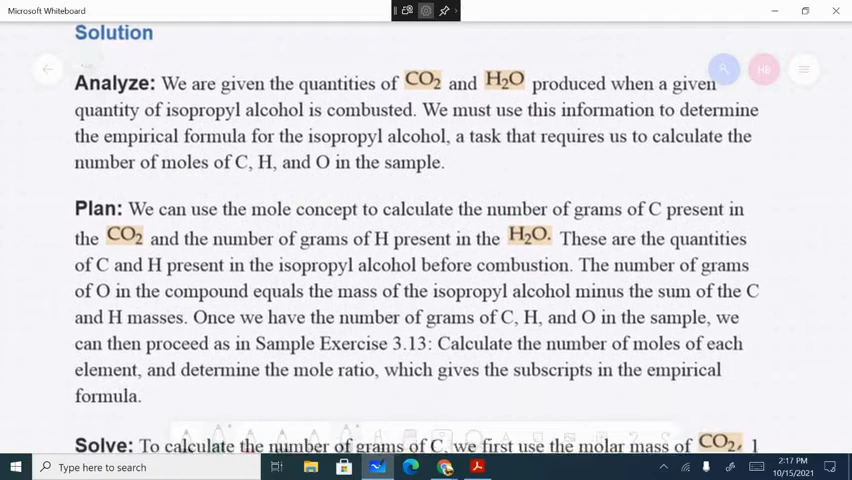 Microsoft Whiteboard
Solution
HB
Analyze: We are given the quantities of CO₂ and H₂O produced when a given
quantity of isopropyl alcohol is combusted. We must use this information to determine
the empirical formula for the isopropyl alcohol, a task that requires us to calculate the
number of moles of C, H, and O in the sample.
Plan: We can use the mole concept to calculate the number of grams of C present in
the CO₂ and the number of grams of H present in the H₂O. These are the quantities
of C and H present in the isopropyl alcohol before combustion. The number of grams
of O in the compound equals the mass of the isopropyl alcohol minus the sum of the C
and H masses. Once we have the number of grams of C, H, and O in the sample, we
can then proceed as in Sample Exercise 3.13: Calculate the number of moles of each
element, and determine the mole ratio, which gives the subscripts in the empirical
formula.
Solve: To calculate the number of grams of C, we first use the molar mass of CO₂, 1
Type here to search
2:17 PM
10/15/2021